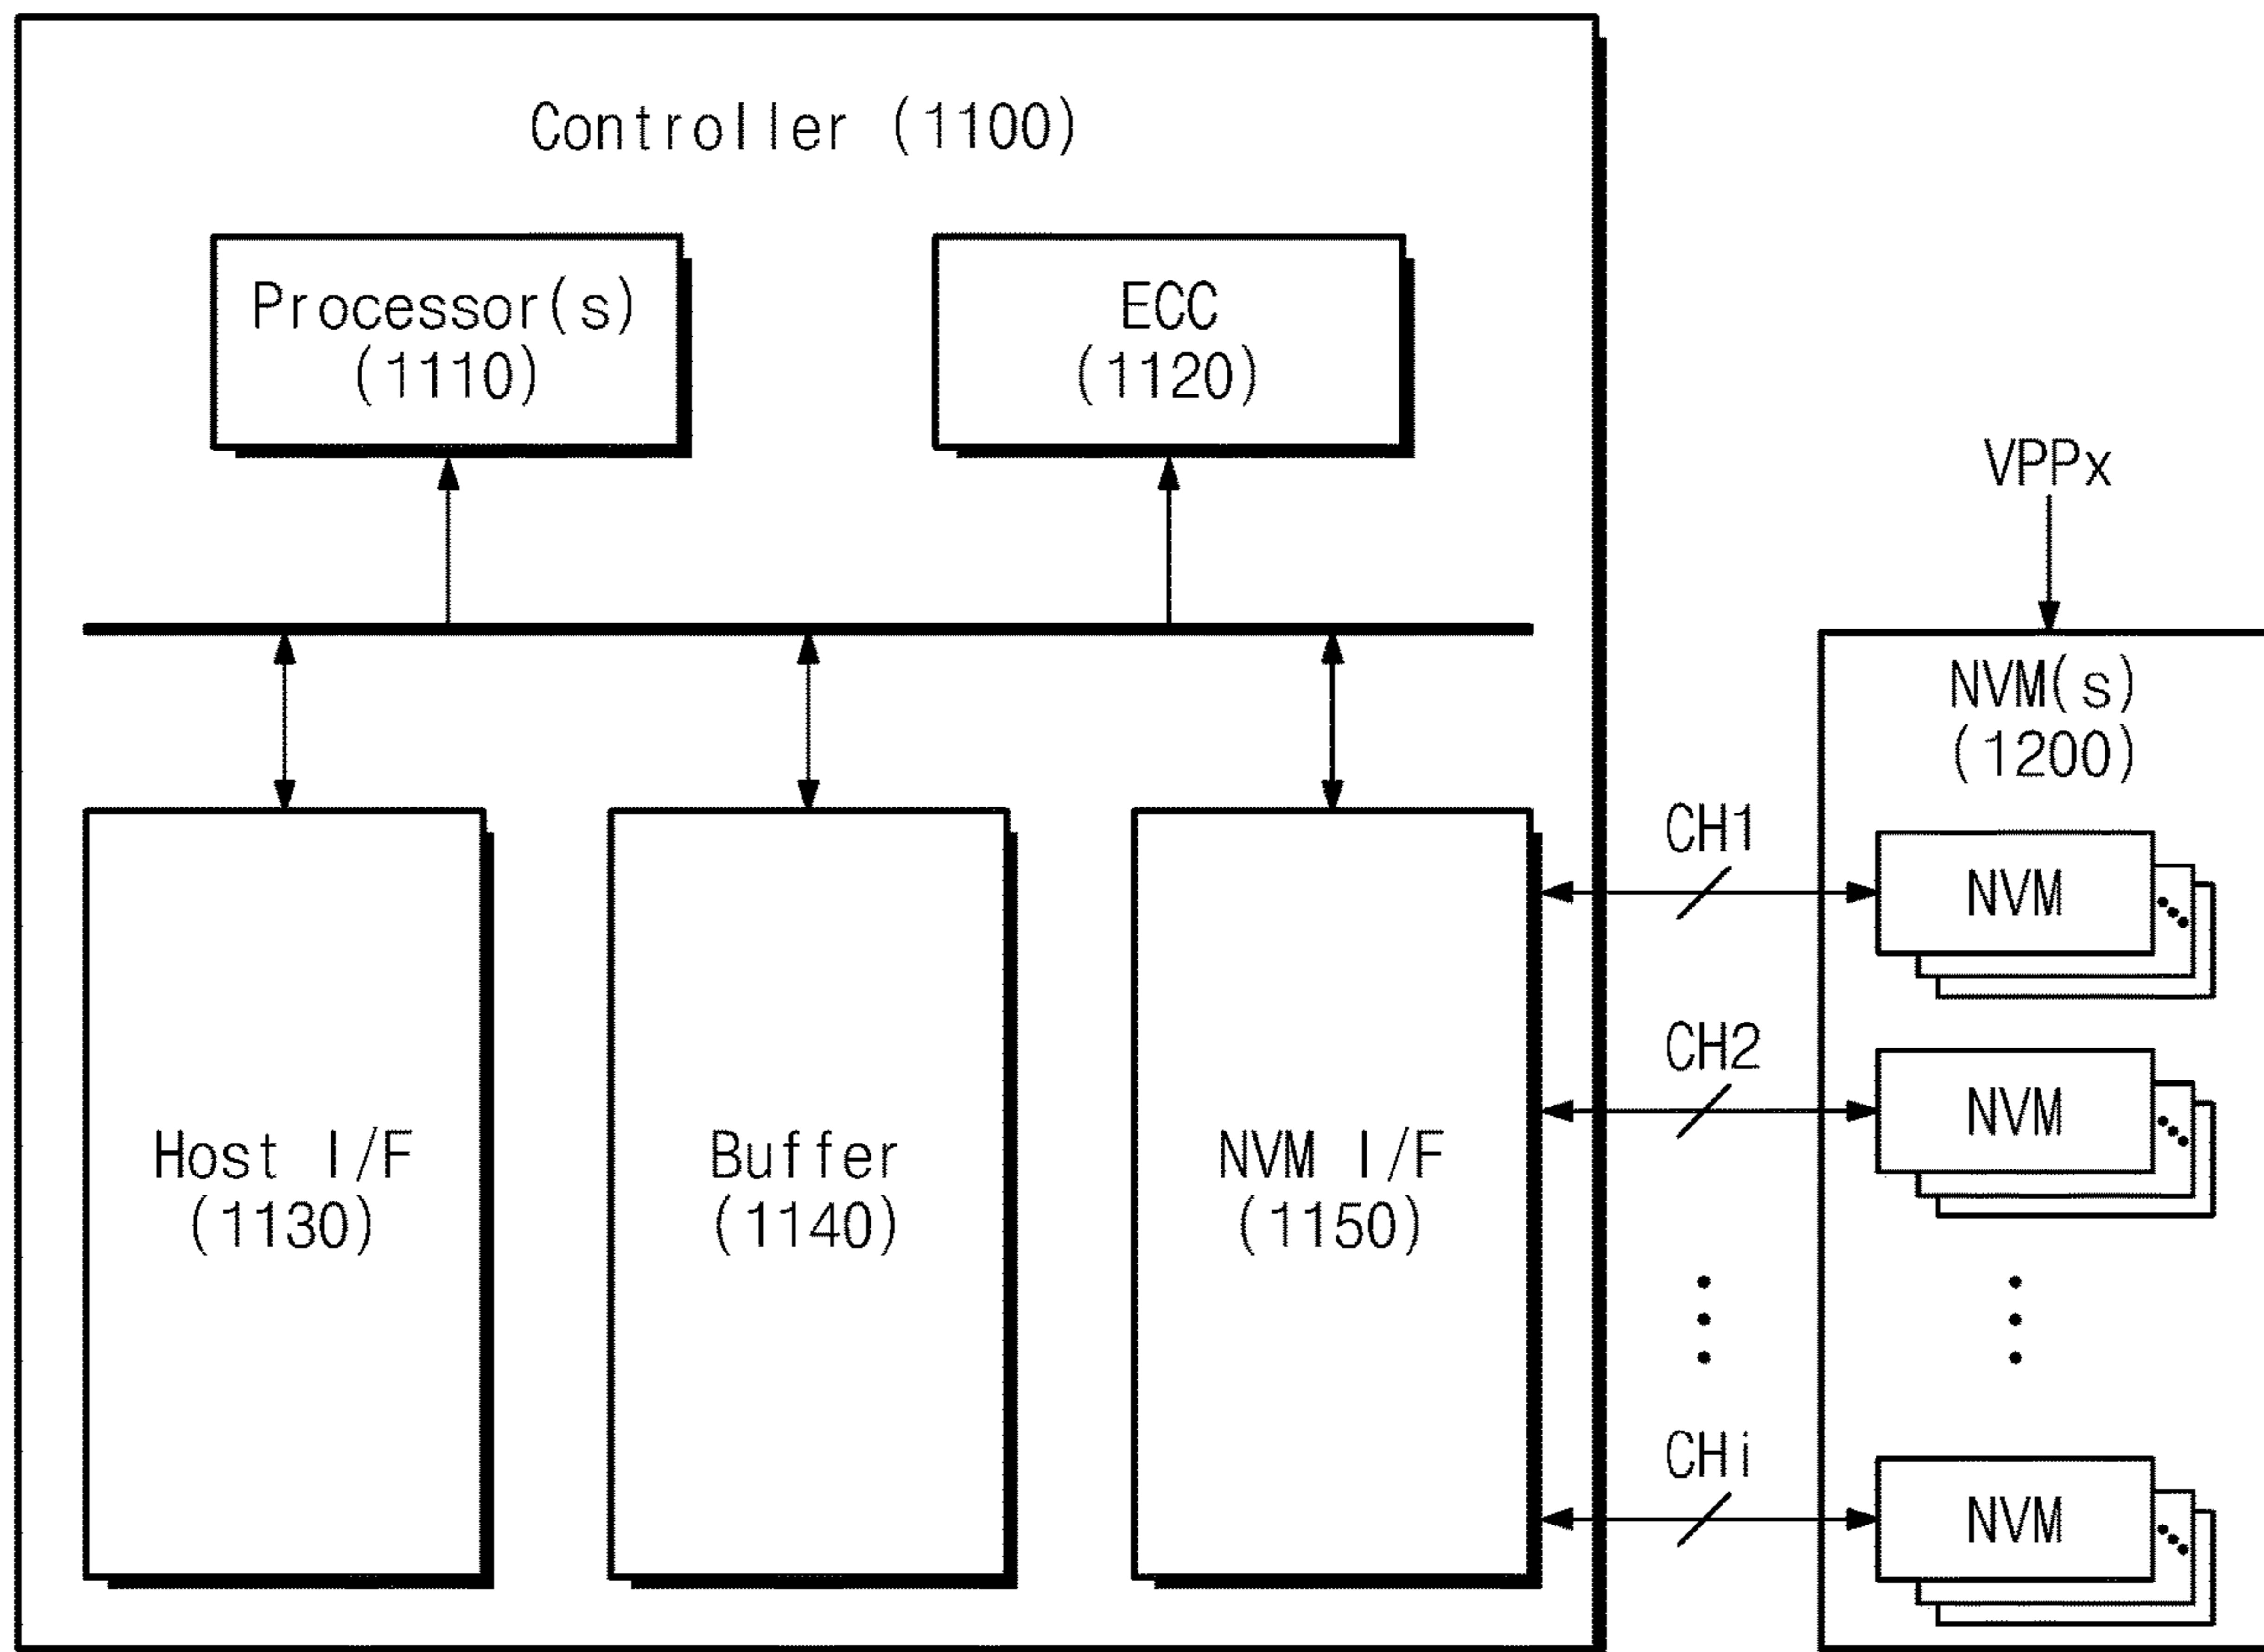 Controller (1100)
Processor(s)
(1110)
ECC
(1120)
VPPx
NVM(s)
(1200)
Host I/F
(1130)
Buffer
(1140)
NVM I/F
(1150)
CH1
NVM
CH2
NVM
CHi
NVM